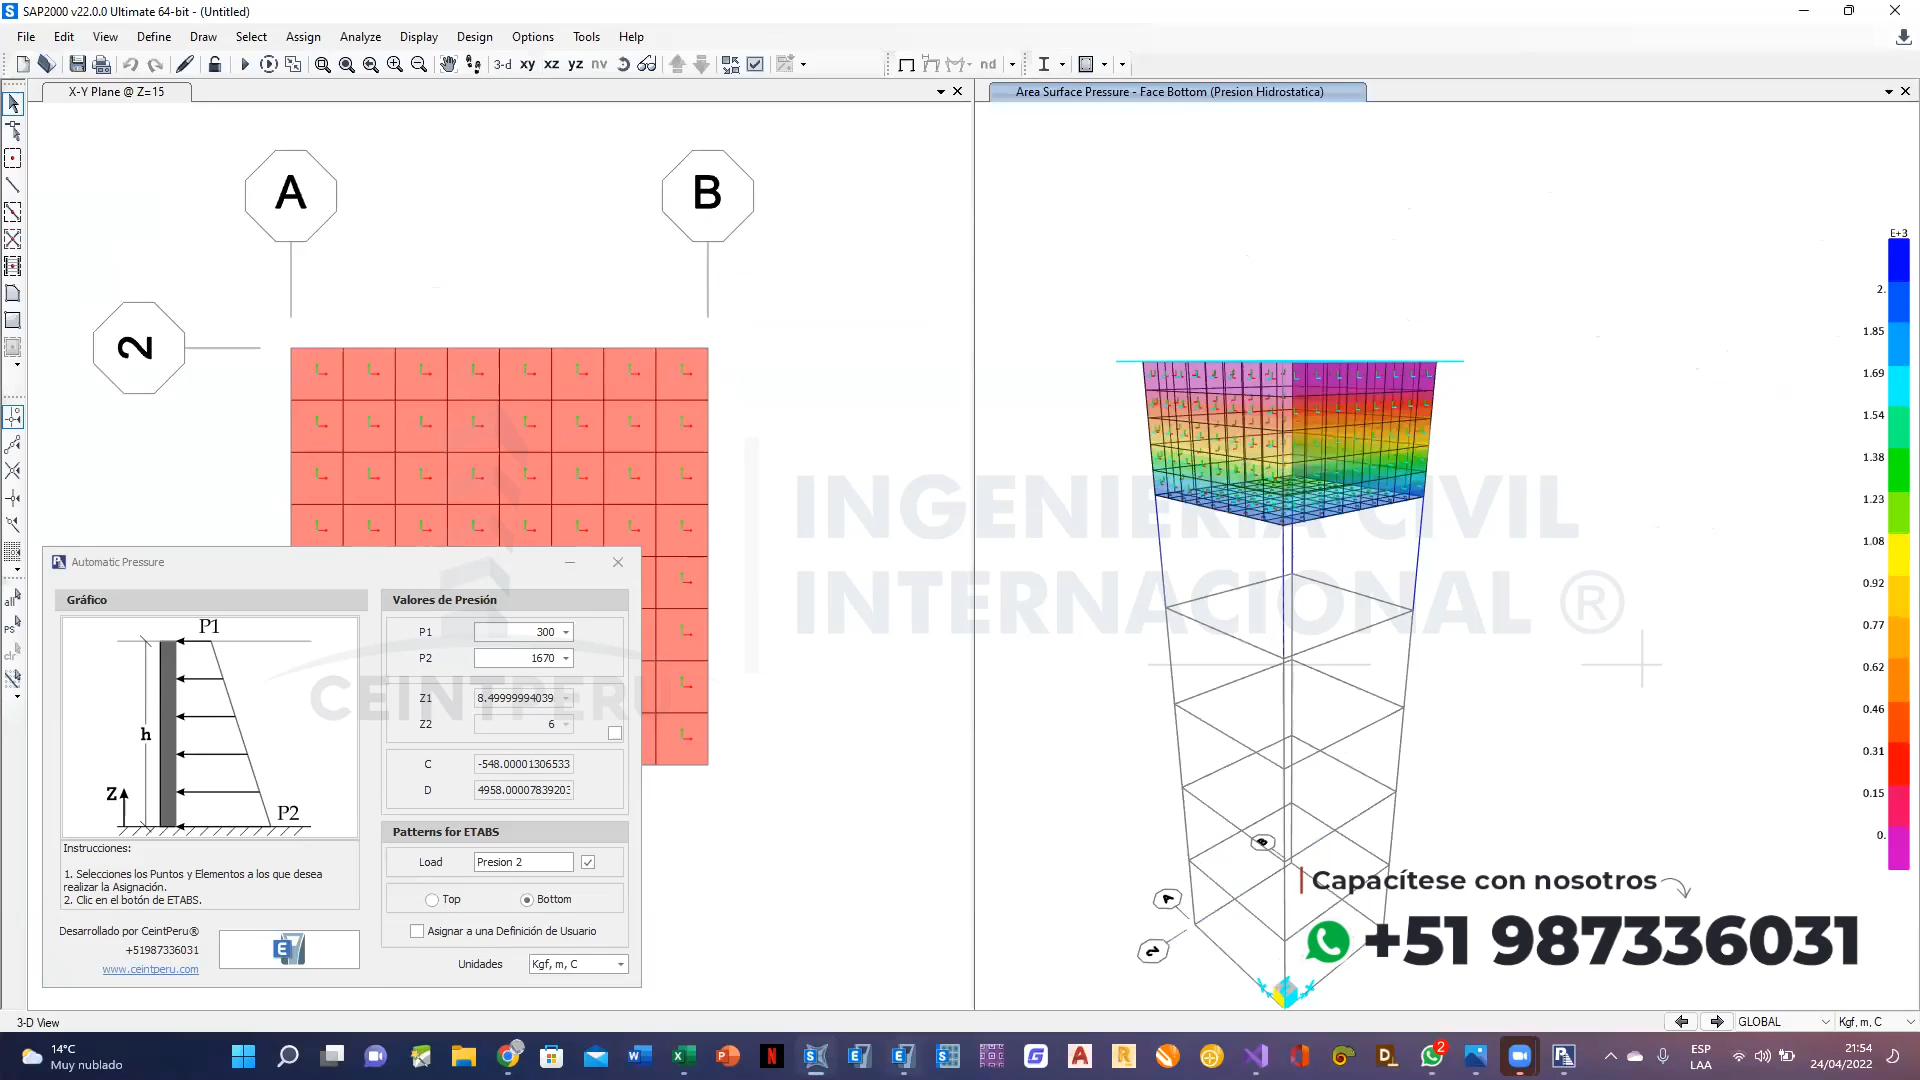 SAP2000 v22.0.0 Ultimate 64-bit - (Untitled)
File Edit View Define Draw Select Assign Analyze Display Design Options Tools Help
3-d xy xz yz nv nd
X-Y Plane @ Z=15
Area Surface Pressure - Face Bottom (Presion Hidrostatica)
A
B
2
E+3
2.
1.85
1.69
1.54
1.38
1.23
1.08
0.92
0.77
0.62
0.46
0.31
0.15
0.
all
PS
clr
INGENIERIA CIVIL
INTERNACIONAL ®
CEINTPERU
Automatic Pressure
Gráfico
P1
h
Z
P2
Instrucciones:
1. Selecciones los Puntos y Elementos a los que desea
realizar la Asignación.
2. Clic en el botón de ETABS.
Desarrollado por CeintPeru®
+51987336031
www.ceintperu.com
Valores de Presión
P1 300
P2 1670
Z1 8.49999994039
Z2 6
C -548.00001306533
D 4958.00007839203
Patterns for ETABS
Load Presion 2
Top Bottom
Asignar a una Definición de Usuario
Unidades Kgf, m, C
B
A
2
Capacítese con nosotros
+51 987336031
3-D View
GLOBAL
Kgf, m, C
14°C
Muy nublado
2
ESP
LAA
21:54
24/04/2022